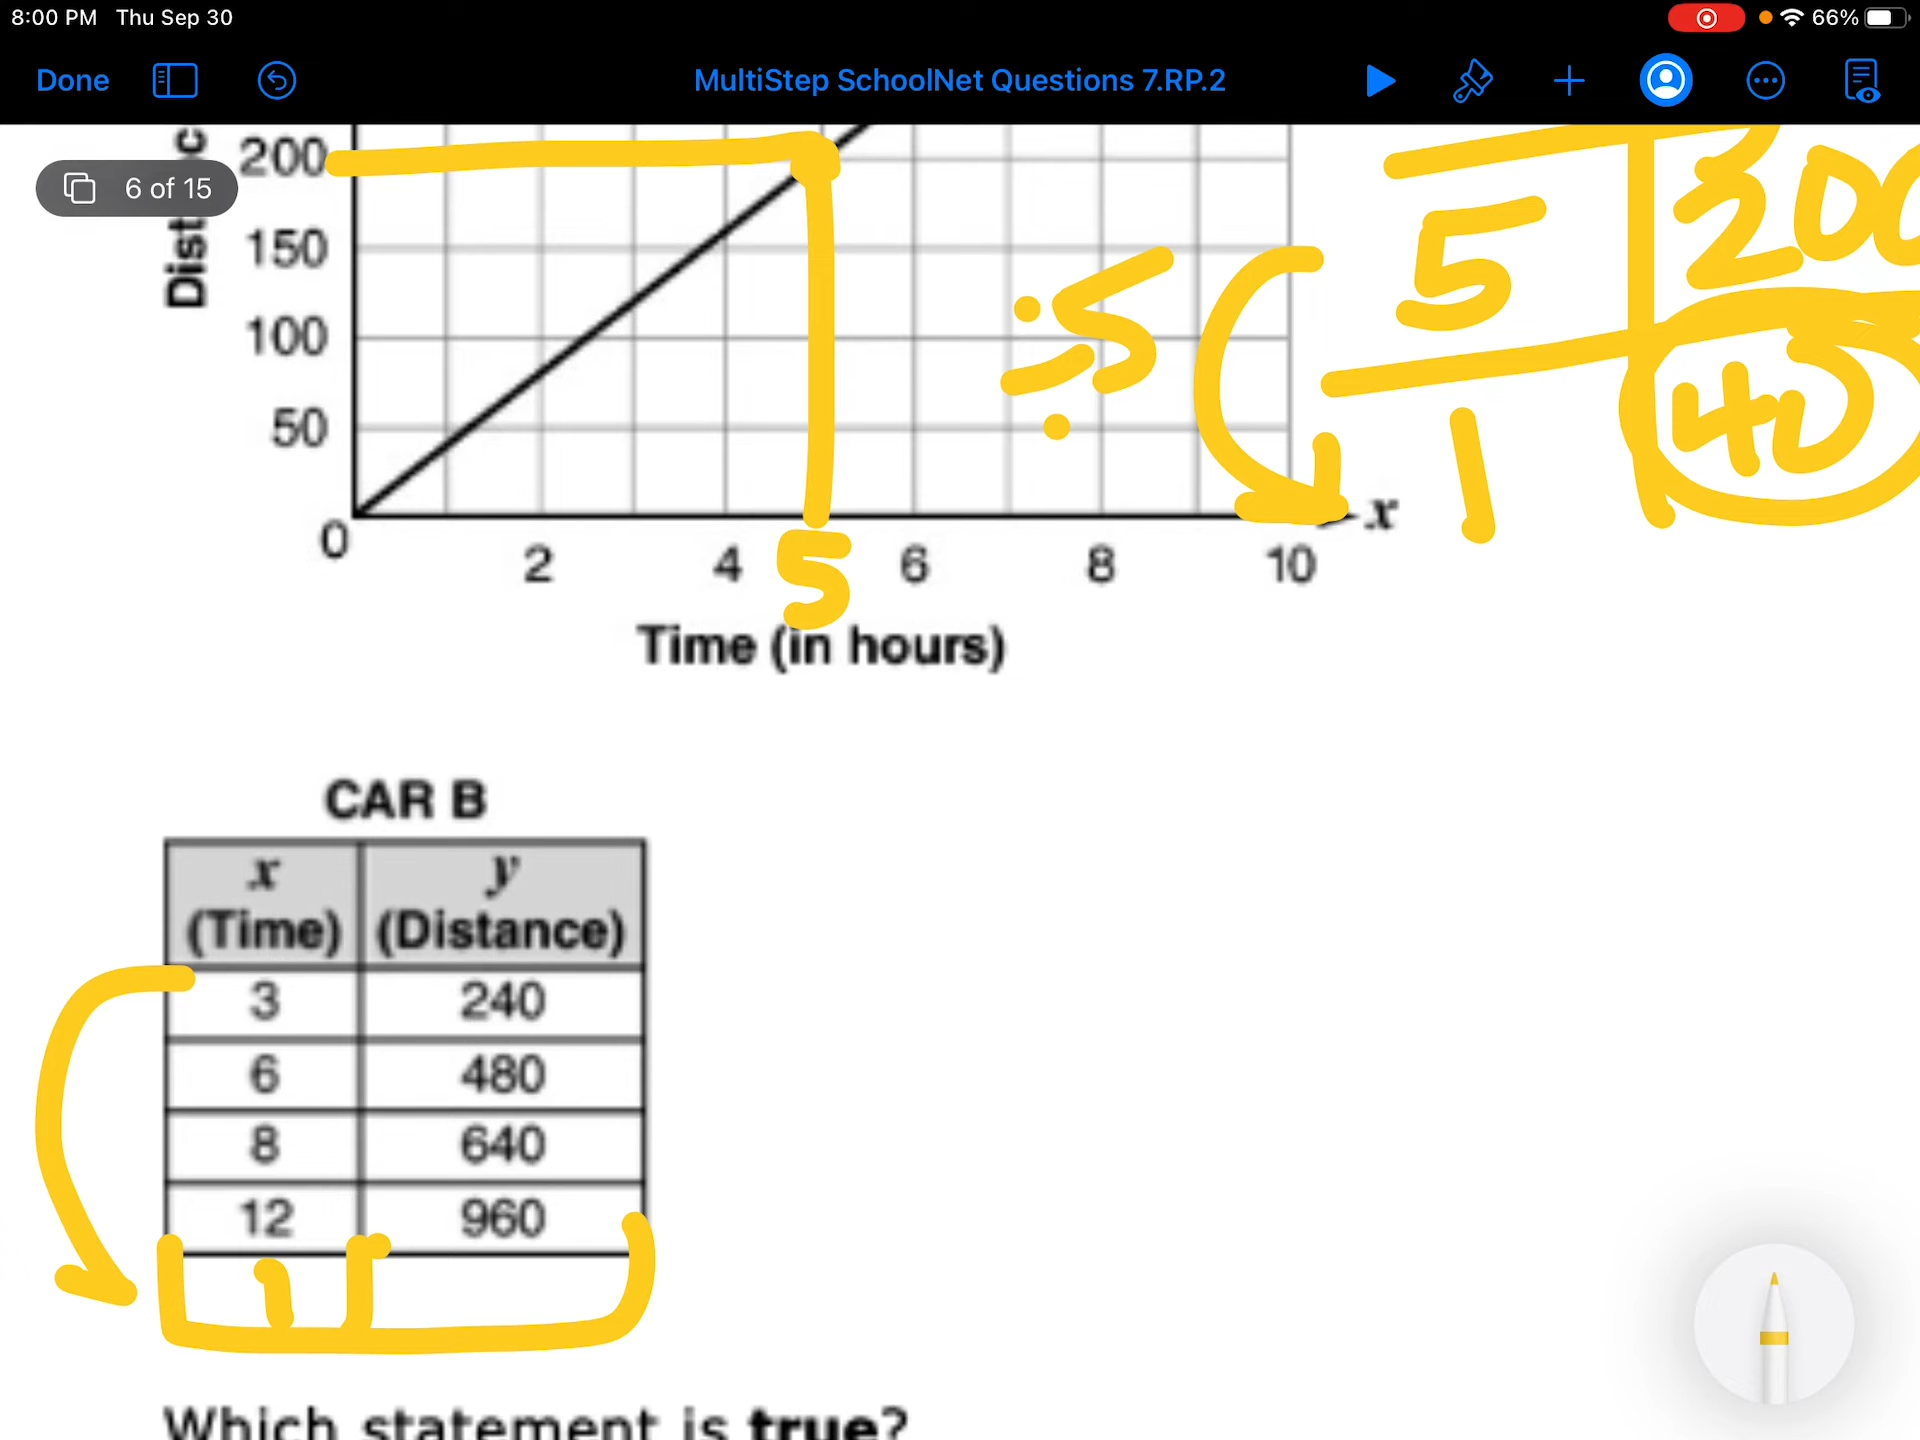 8:00 PM Thu Sep 30
66%
Done
MultiStep SchoolNet Questions 7.RP.2
6 of 15
Dist
200
150
100
50
0
2
4
5
6
8
10
x
Time (in hours)
÷5
5 200
1 40
CAR B
x y
(Time) (Distance)
3 240
6 480
8 640
12 960
1
Which statement is true?